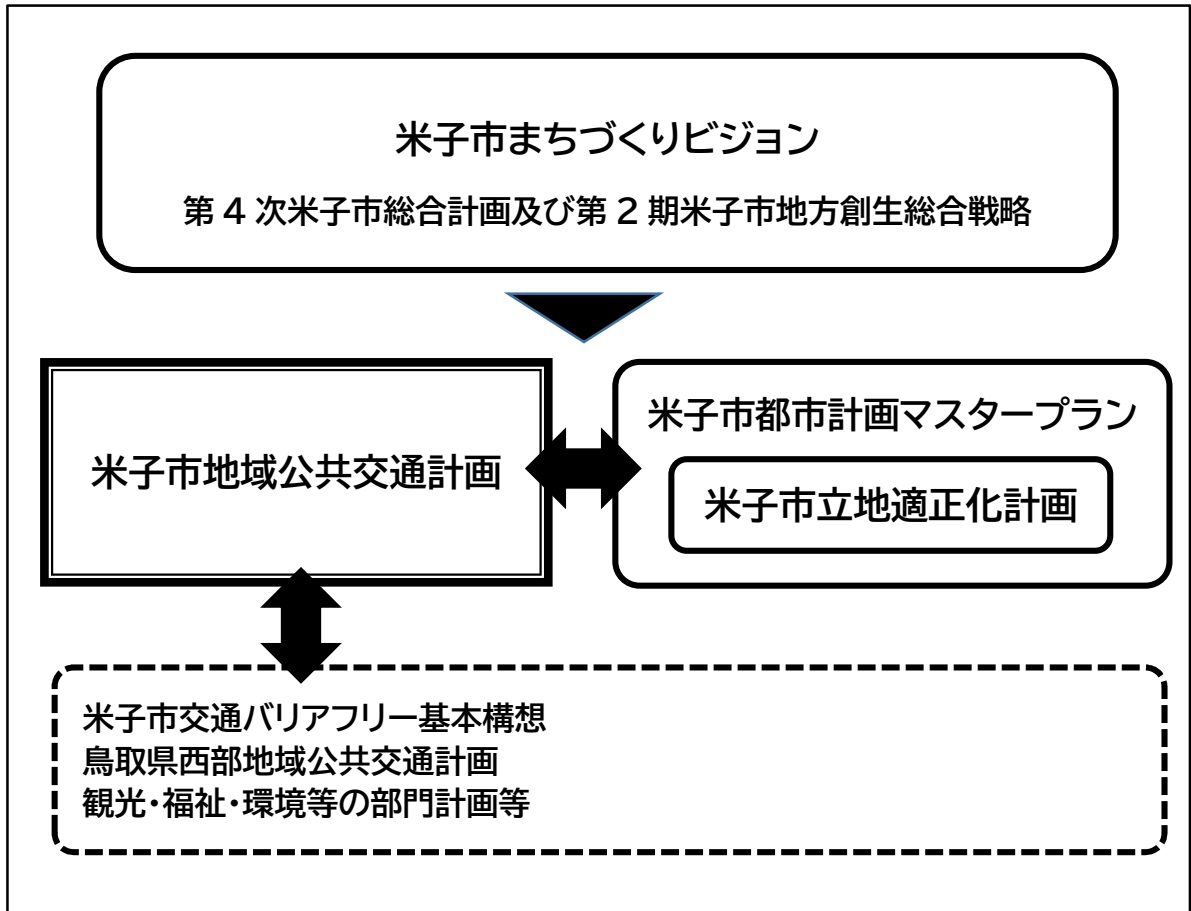 米子市まちづくりビジョン
第 4 次米子市総合計画及び第 2 期米子市地方創生総合戦略
米子市地域公共交通計画
米子市都市計画マスタープラン
米子市立地適正化計画
米子市交通バリアフリー基本構想
鳥取県西部地域公共交通計画
観光・福祉・環境等の部門計画等